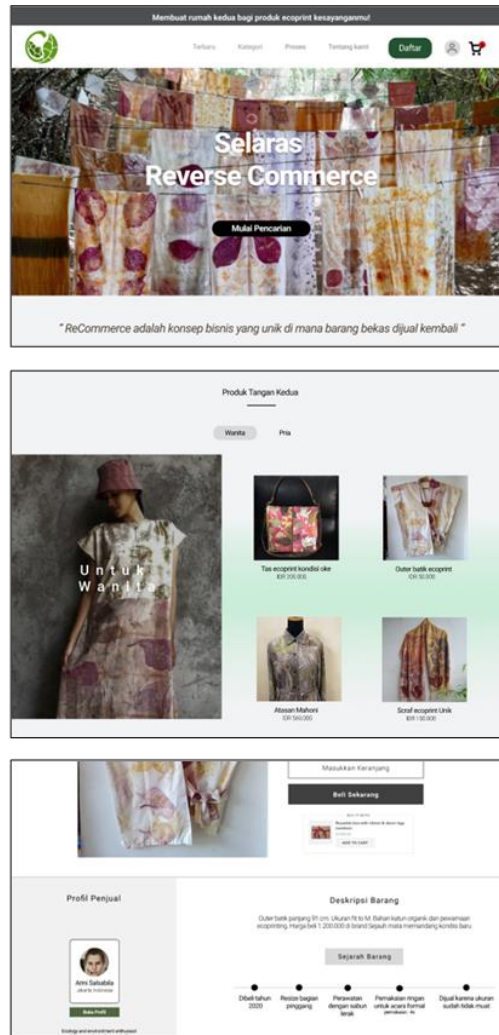 Membuat rumah kedua bagi produk ecoprint kesayanganmu!
Terbaru Kategori Proses Tentang kami Daftar
Selaras
Reverse Commerce
Mulai Pencarian
" ReCommerce adalah konsep bisnis yang unik di mana barang bekas dijual kembali "
Produk Tangan Kedua
Wanita Pria
Untuk
Wanita
Tas ecoprint kondisi oke
IDR 200.000
Outer batik ecoprint
IDR 50.000
Atasan Mahoni
IDR 560.000
Scraf ecoprint Unik
IDR 100.000
Masukkan Keranjang
Beli Sekarang
ADD TO CART
Profil Penjual
Armi Salsabila
Jakarta, Indonesia
Buka Profil
Ecology and environment enthusiast
Deskripsi Barang
Outer batik panjang 91 cm. Ukuran fit to M. Bahan katun organik dan pewarnaan
ecoprinting. Harga beli 1.200.000 di brand Sejauh mata memandang kondisi baru
Sejarah Barang
Dibeli tahun
2020
Resize bagian
pinggang
Perawatan
dengan sabun
lerak
Pemakaian ringan
untuk acara formal
pemakaian: 4x
Dijual karena ukuran
sudah tidak muat